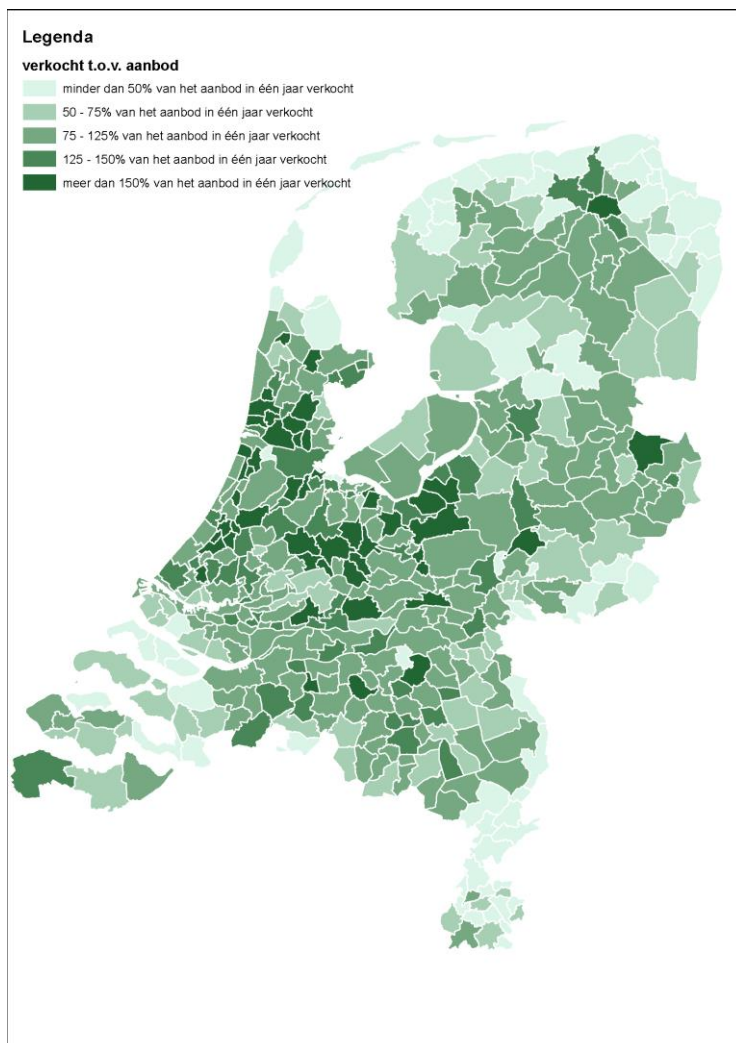 Legenda
verkocht t.o.v. aanbod
minder dan 50% van het aanbod in één jaar verkocht
50 - 75% van het aanbod in één jaar verkocht
75 - 125% van het aanbod in één jaar verkocht
125 - 150% van het aanbod in één jaar verkocht
meer dan 150% van het aanbod in één jaar verkocht